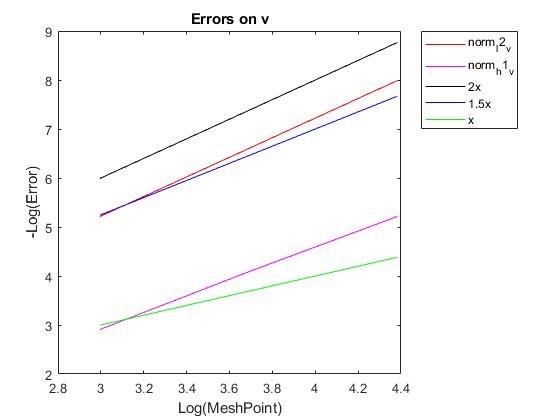 Errors on v
9
8
7
6
5
4
3
2
-Log(Error)
2.8 3 3.2 3.4 3.6 3.8 4 4.2 4.4
Log(MeshPoint)
norm_l2_v
norm_h1_v
2x
1.5x
x